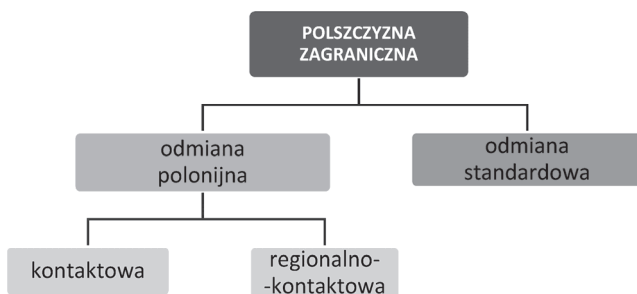 POLSZCZYZNA
ZAGRANICZNA
odmiana
polonijna
odmiana
standardowa
kontaktowa
regionalno-
-kontaktowa